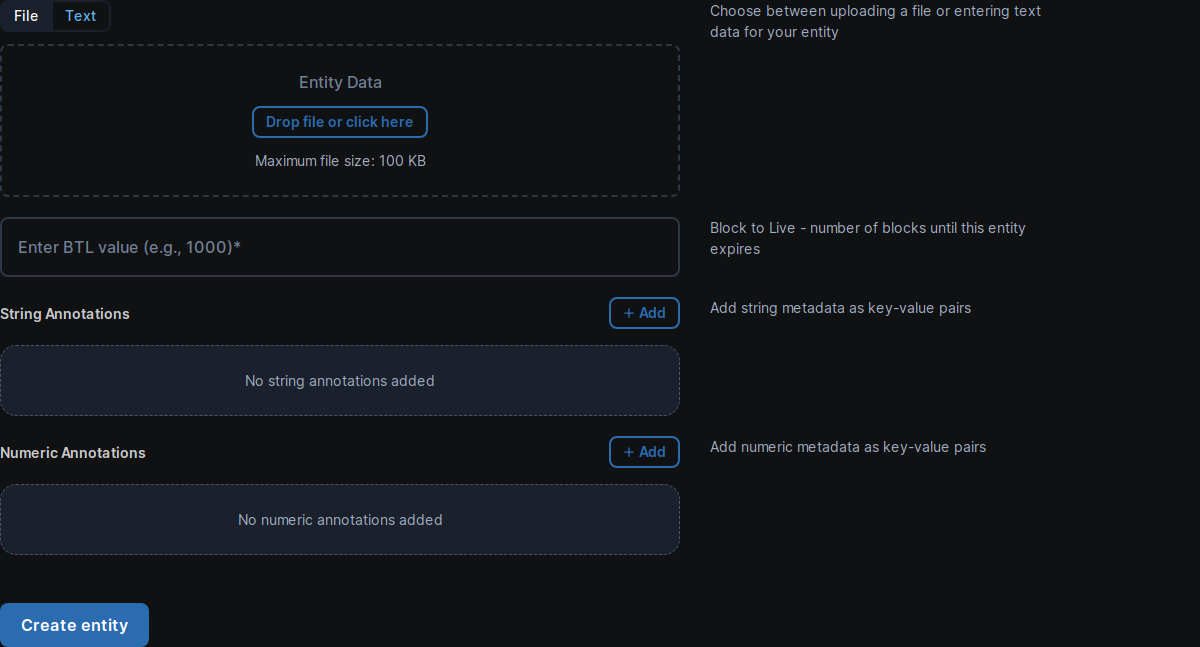 File Text
Choose between uploading a file or entering text
data for your entity
Entity Data
Drop file or click here
Maximum file size: 100 KB
Enter BTL value (e.g., 1000)*
Block to Live - number of blocks until this entity
expires
String Annotations
+ Add
Add string metadata as key-value pairs
No string annotations added
Numeric Annotations
+ Add
Add numeric metadata as key-value pairs
No numeric annotations added
Create entity